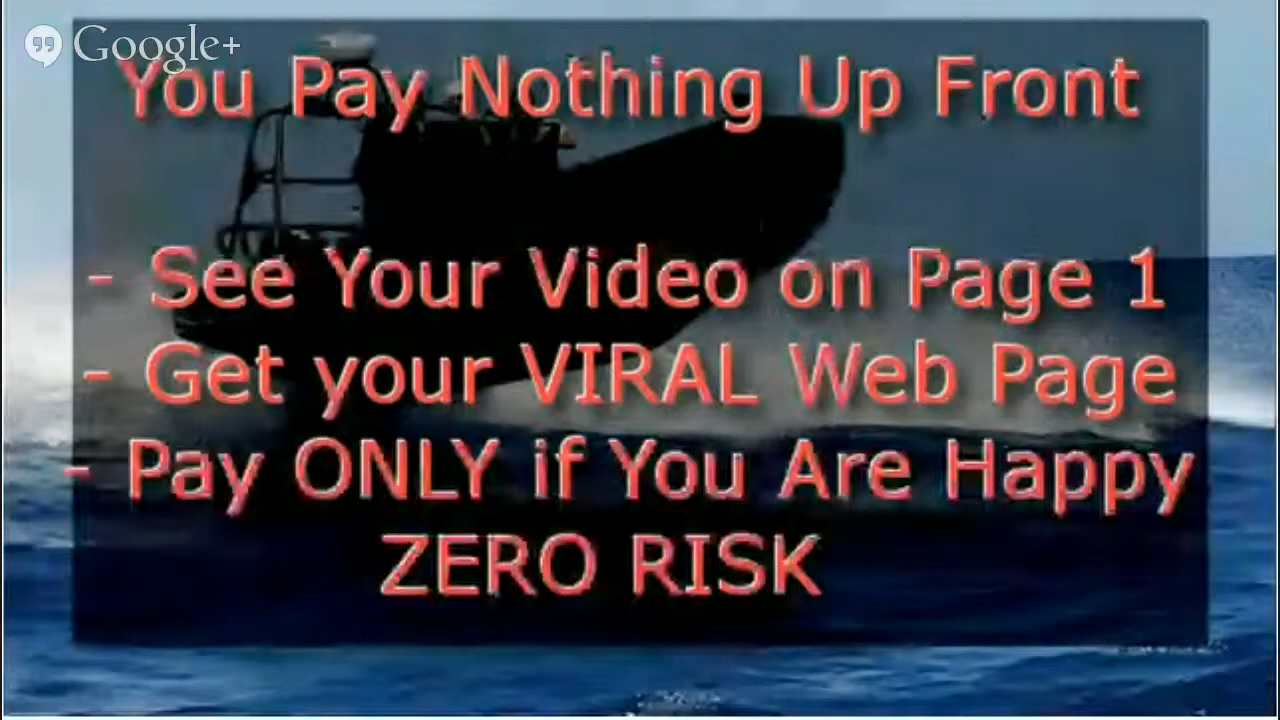 Google+
You Pay Nothing Up Front
- See Your Video on Page 1
- Get your VIRAL Web Page
- Pay ONLY if You Are Happy
ZERO RISK